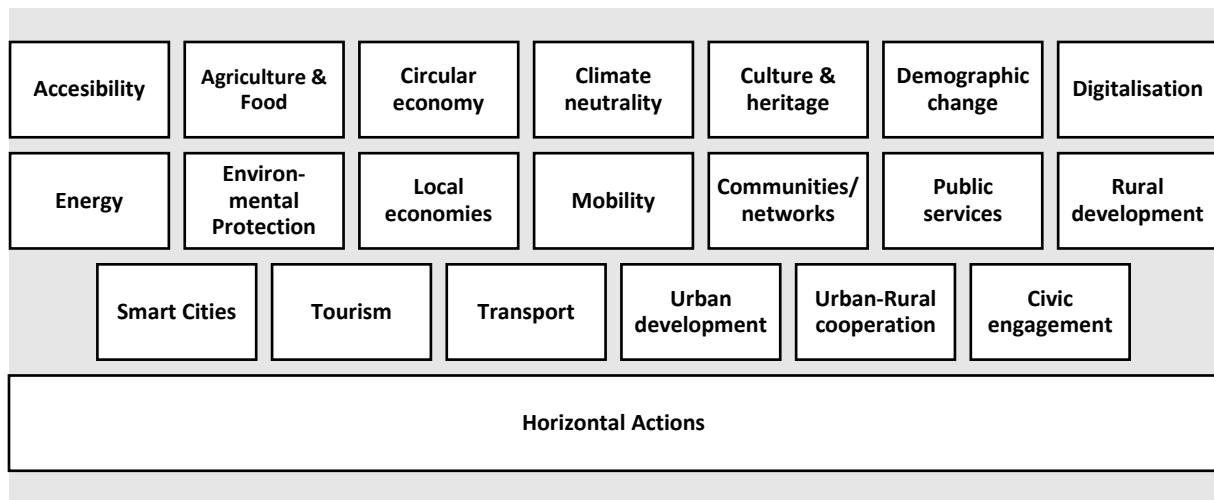 Accesibility
Agriculture &
Food
Circular
economy
Climate
neutrality
Culture &
heritage
Demographic
change
Digitalisation
Energy
Environ-
mental
Protection
Local
economies
Mobility
Communities/
networks
Public
services
Rural
development
Smart Cities
Tourism
Transport
Urban
development
Urban-Rural
cooperation
Civic
engagement
Horizontal Actions